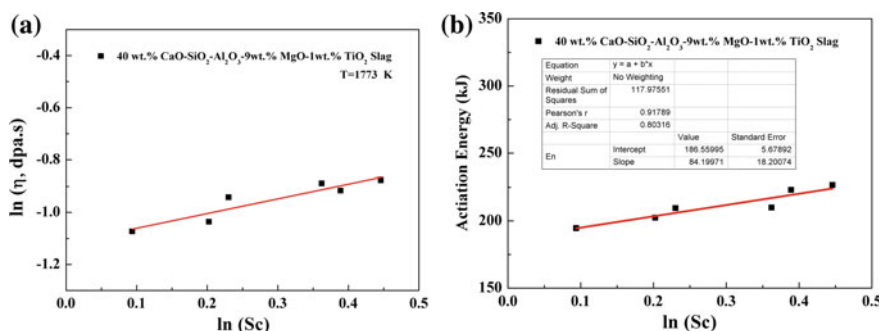 (a)
40 wt.% CaO-SiO2-Al2O3-9wt.% MgO-1wt.% TiO2 Slag
T=1773 K
ln (η, dpa.s)
-0.4
-0.6
-0.8
-1.0
-1.2
0.0 0.1 0.2 0.3 0.4 0.5
ln (Sc)
(b)
40 wt.% CaO-SiO2-Al2O3-9wt.% MgO-1wt.% TiO2 Slag
Equation y = a + b*x
Weight No Weighting
Residual Sum of
Squares 117.97551
Pearson's r 0.91789
Adj. R-Square 0.80316
Value Standard Error
En Intercept 186.55995 5.67892
Slope 84.19971 18.20074
Actiation Energy (kJ)
350
300
250
200
150
0.0 0.1 0.2 0.3 0.4 0.5
ln (Sc)